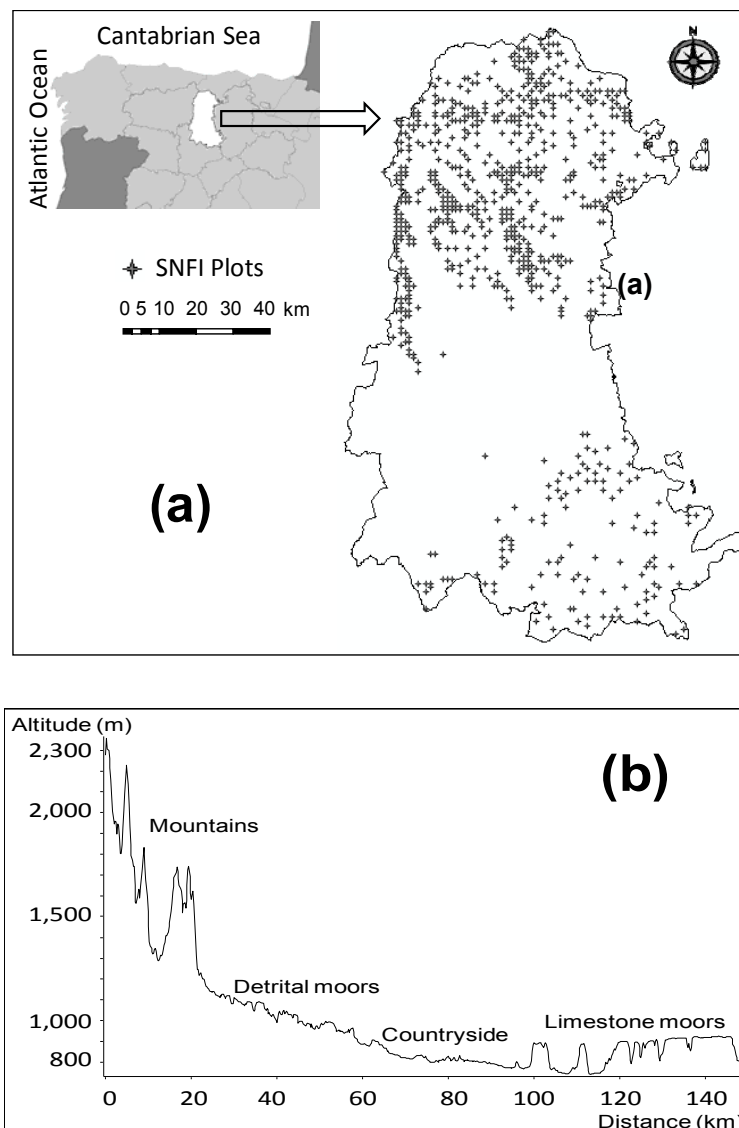 Cantabrian Sea
Atlantic Ocean
N
SNFI Plots
0 5 10 20 30 40 km
(a)
(a)
Altitude (m)
(b)
2,300
2,000
Mountains
1,500
Detrital moors
1,000
Countryside
Limestone moors
800
0 20 40 60 80 100 120 140
Distance (km)